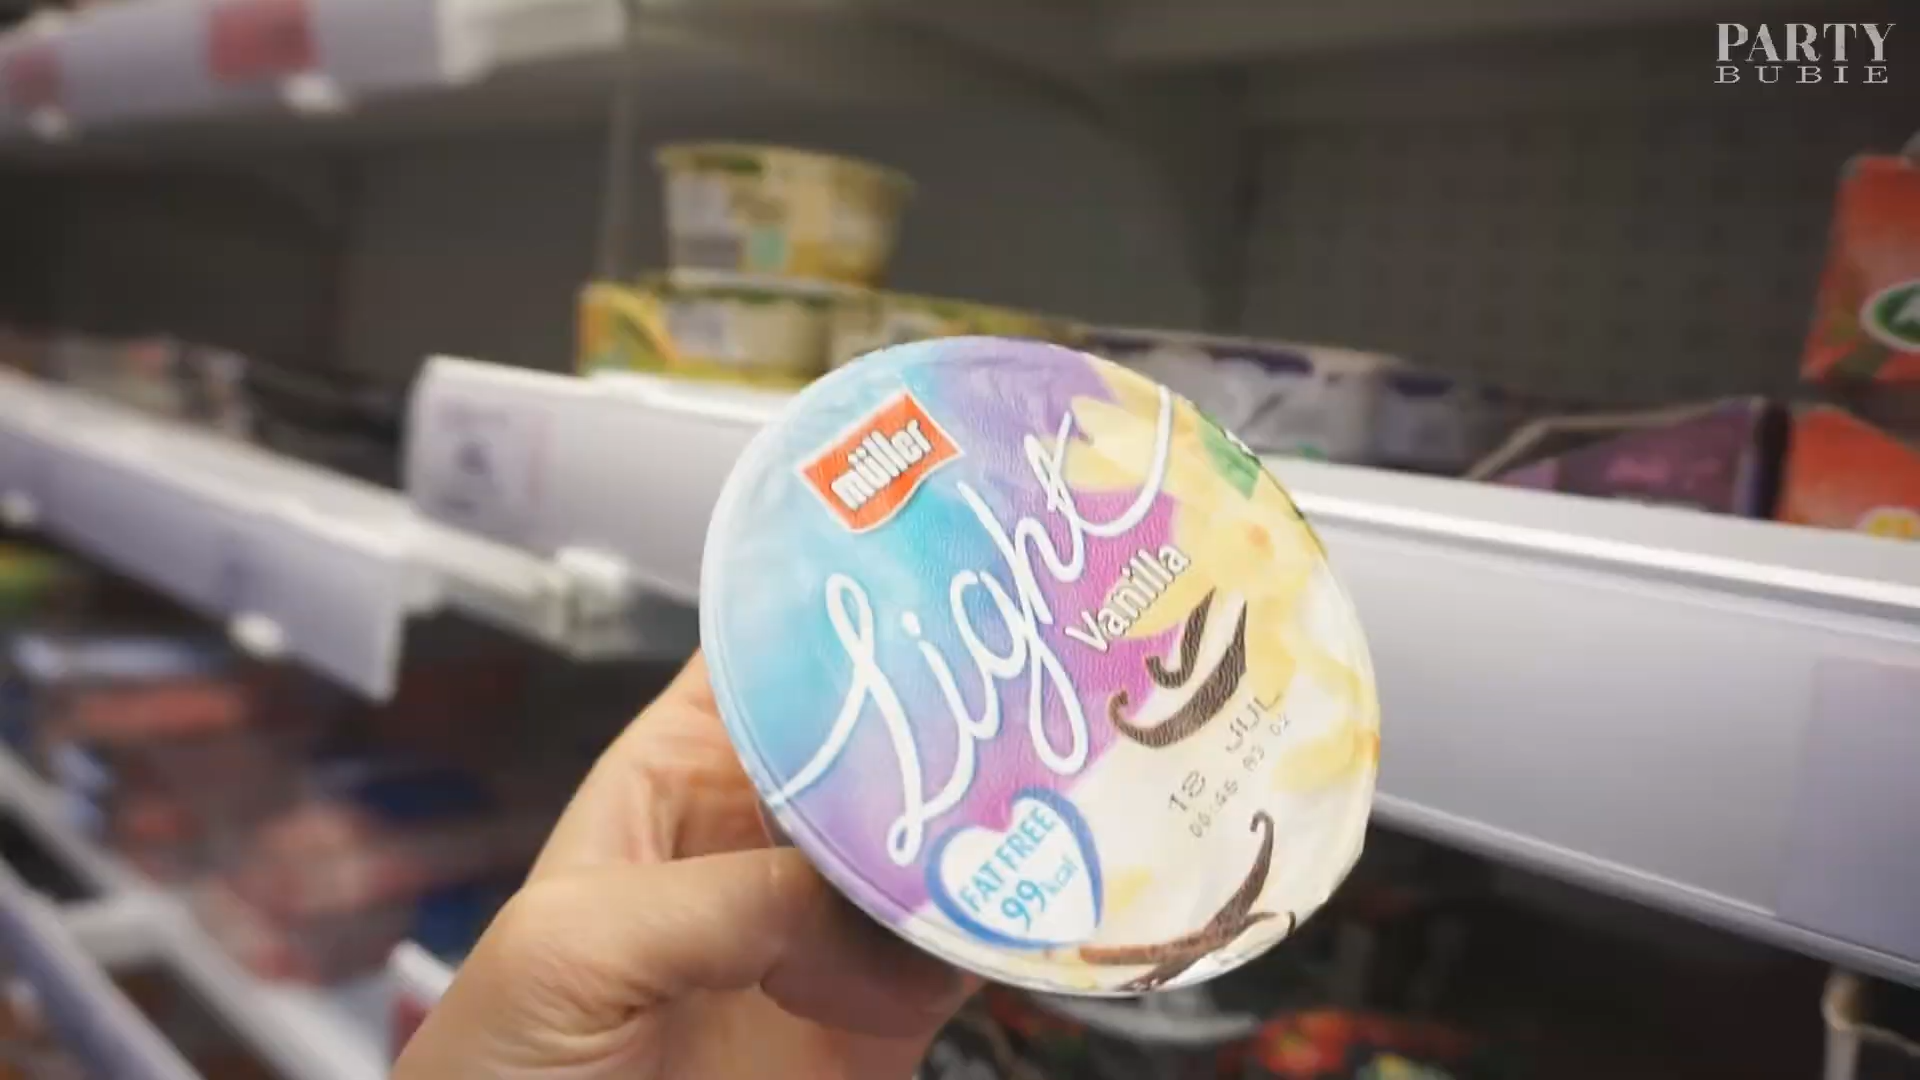 PARTY
BUBIE
müller
Light
Vanilla
18 JUL
FAT FREE
99kcal